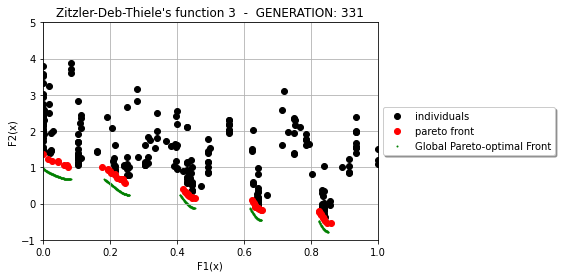 Zitzler-Deb-Thiele's function 3 - GENERATION: 331
5
4
3
2
1
0
−1
F2(x)
0.0 0.2 0.4 0.6 0.8 1.0
F1(x)
individuals
pareto front
Global Pareto-optimal Front